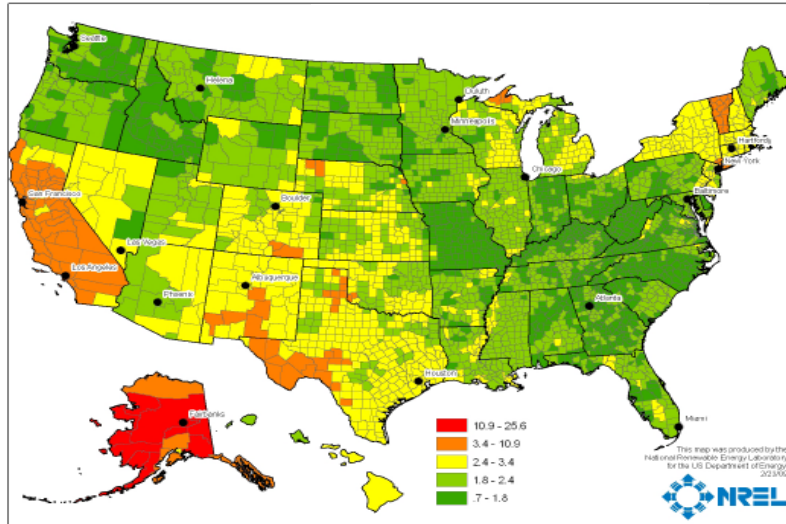 Seattle
Helena
Duluth
Minneapolis
Hartford
New York
Chicago
Baltimore
San Francisco
Boulder
Las Vegas
Los Angeles
Albuquerque
Phoenix
Atlanta
Houston
Miami
Fairbanks
10.9 - 25.6
3.4 - 10.9
2.4 - 3.4
1.8 - 2.4
.7 - 1.8
This map was produced by the
National Renewable Energy Laboratory
for the US Department of Energy
2/23/09
NREL